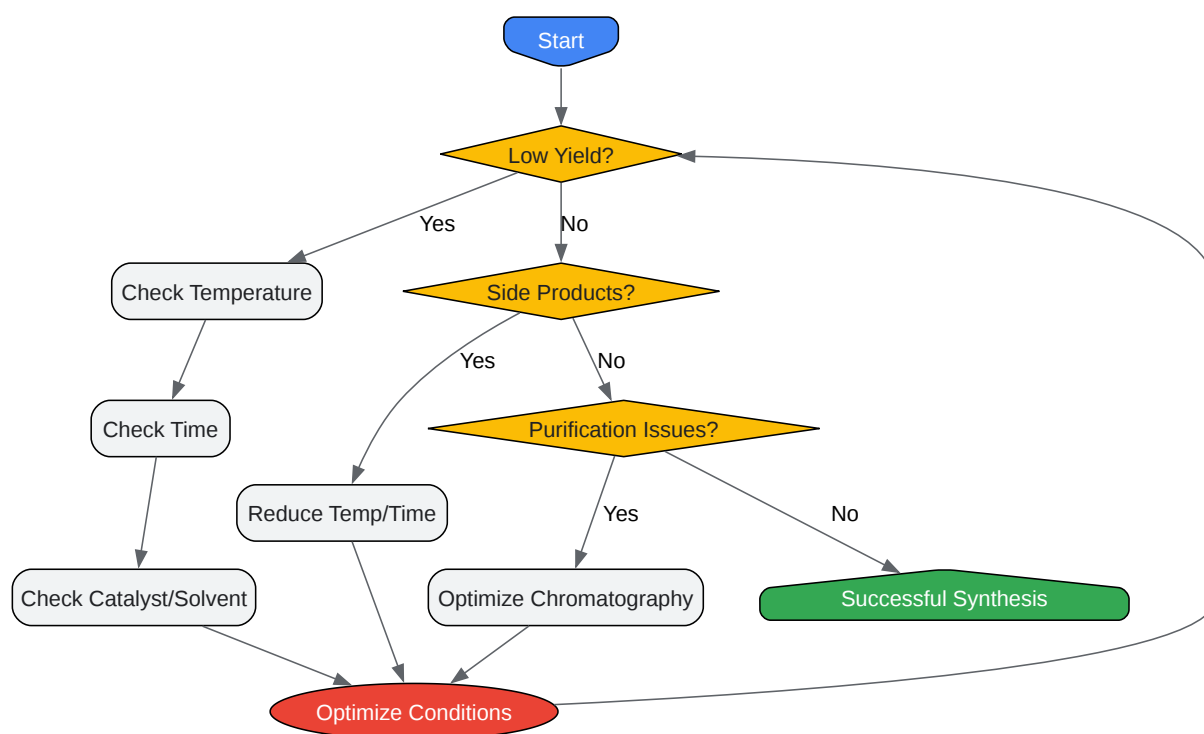 Start
Low Yield?
Yes
No
Check Temperature
Side Products?
Yes
No
Check Time
Purification Issues?
Reduce Temp/Time
Yes
No
Check Catalyst/Solvent
Optimize Chromatography
Successful Synthesis
Optimize Conditions